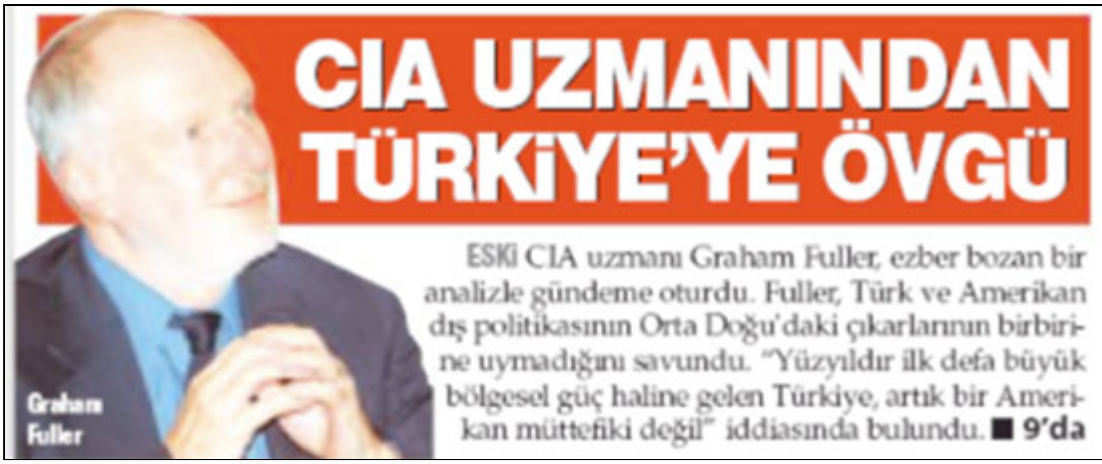 CIA UZMANINDAN
TÜRKiYE'YE ÖVGÜ
ESKİ CIA uzmanı Graham Fuller, ezber bozan bir
analizle gündeme oturdu. Fuller, Türk ve Amerikan
dış politikasının Orta Doğu'daki çıkarlarının birbiri-
ne uymadığını savundu. “Yüzyıldır ilk defa büyük
bölgesel güç haline gelen Türkiye, artık bir Ameri-
kan müttefiki değil” iddiasında bulundu. ■ 9'da
Graham
Fuller